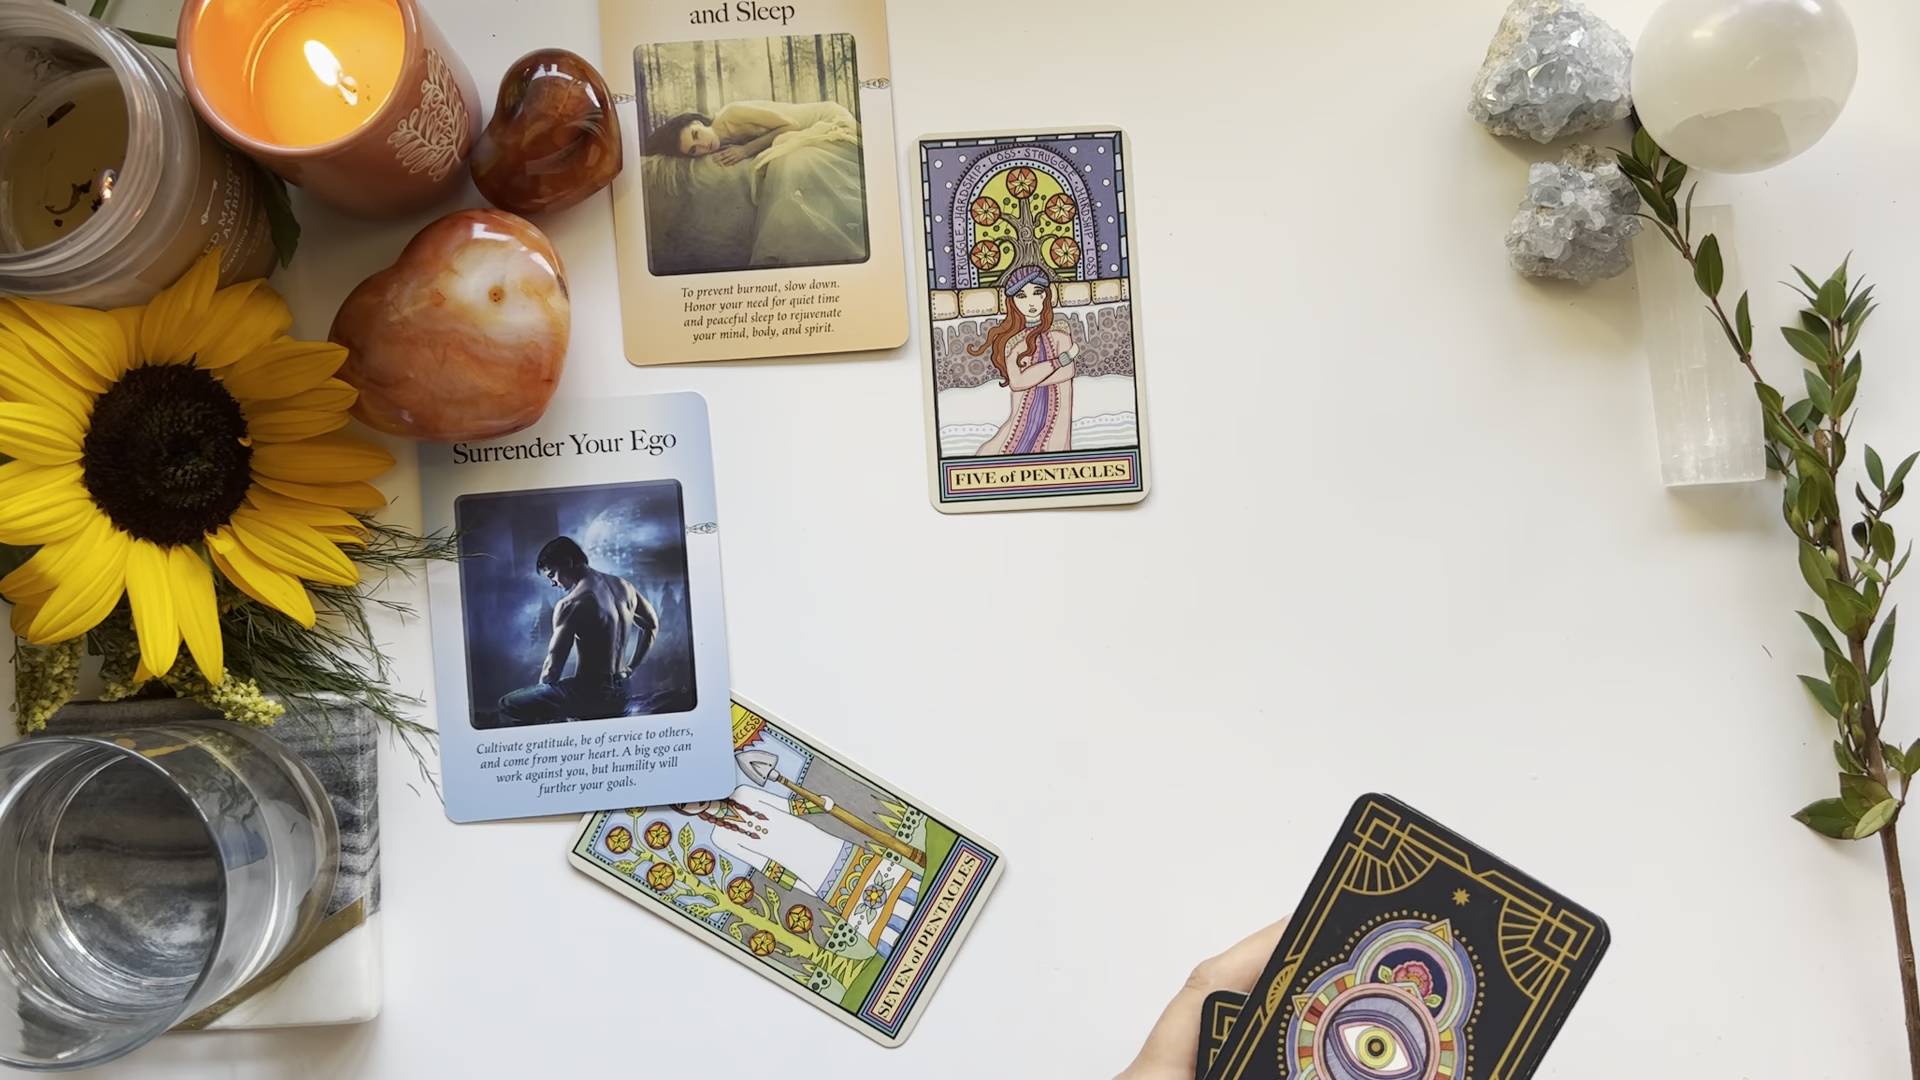 and Sleep
To prevent burnout, slow down.
Honor your need for quiet time
and peaceful sleep to rejuvenate
your mind, body, and spirit.
STRUGGLE • HARDSHIP • LOSS • STRUGGLE • HARDSHIP • LOSS
FIVE of PENTACLES
Surrender Your Ego
Cultivate gratitude, be of service to others,
and come from your heart. A big ego can
work against you, but humility will
further your goals.
SEVEN of PENTACLES
AMBER